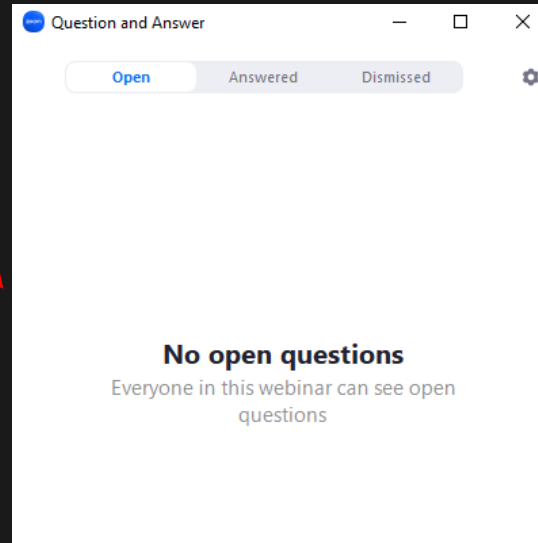 Question and Answer
Open Answered Dismissed
No open questions
Everyone in this webinar can see open
questions